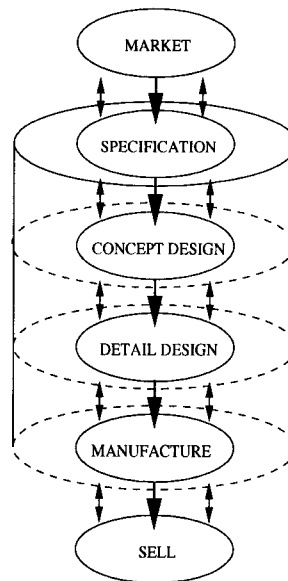 MARKET
SPECIFICATION
CONCEPT DESIGN
DETAIL DESIGN
MANUFACTURE
SELL